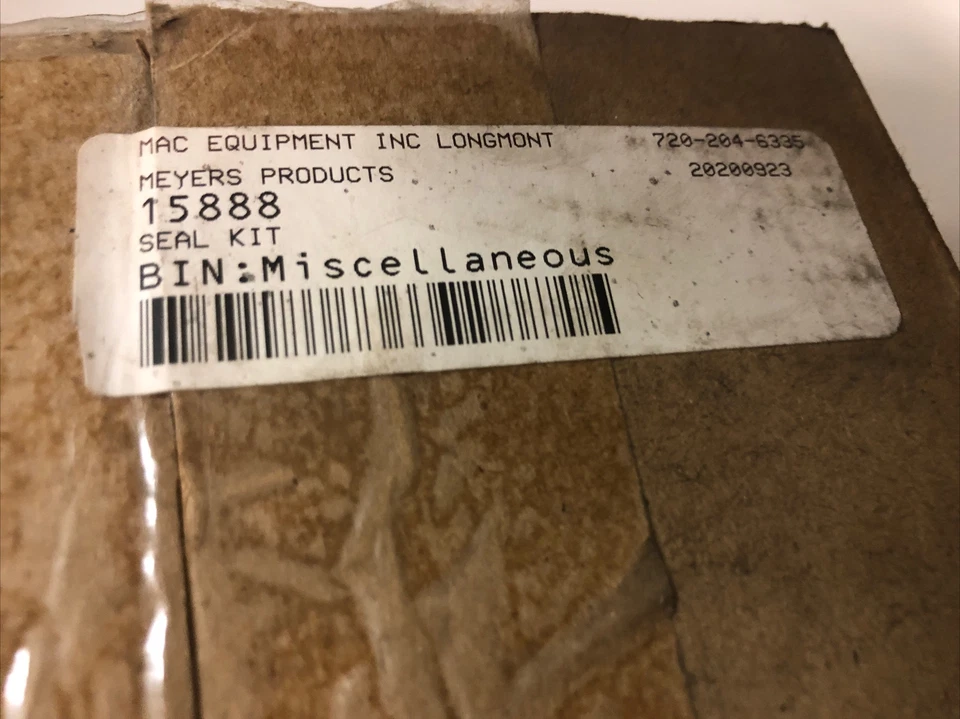 MAC EQUIPMENT INC LONGMONT 720-204-6335
MEYERS PRODUCTS 20200923
15888
SEAL KIT
BIN:Miscellaneous